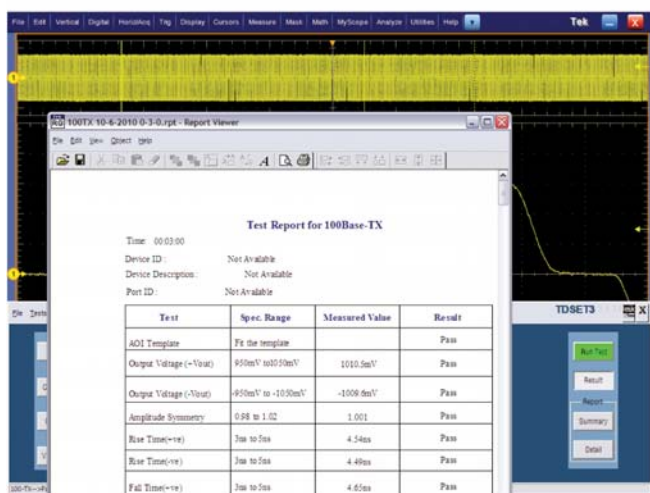 File Edit Vertical Digital Horiz/Acq Trig Display Cursors Measure Mask Math MyScope Analyze Utilities Help Tek
1
100TX 10-6-2010 0-3-0.rpt - Report Viewer
File Edit View Object Help
Test Report for 100Base-TX
Time: 00:03:00
Device ID : Not Available
Device Description : Not Available
Port ID : Not Available
Test Spec. Range Measured Value Result
AOI Template Fit the template Pass
Output Voltage (+Vout) 950mV to1050mV 1010.5mV Pass
Output Voltage (-Vout) -950mV to -1050mV -1009.6mV Pass
Amplitude Symmetry 0.98 to 1.02 1.001 Pass
Rise Time(+ve) 3ns to 5ns 4.54ns Pass
Rise Time(-ve) 3ns to 5ns 4.49ns Pass
Fall Time(+ve) 3ns to 5ns 4.65ns Pass
1
File Tests
TDSET3
Run Test
Result
Report
Summary
Detail